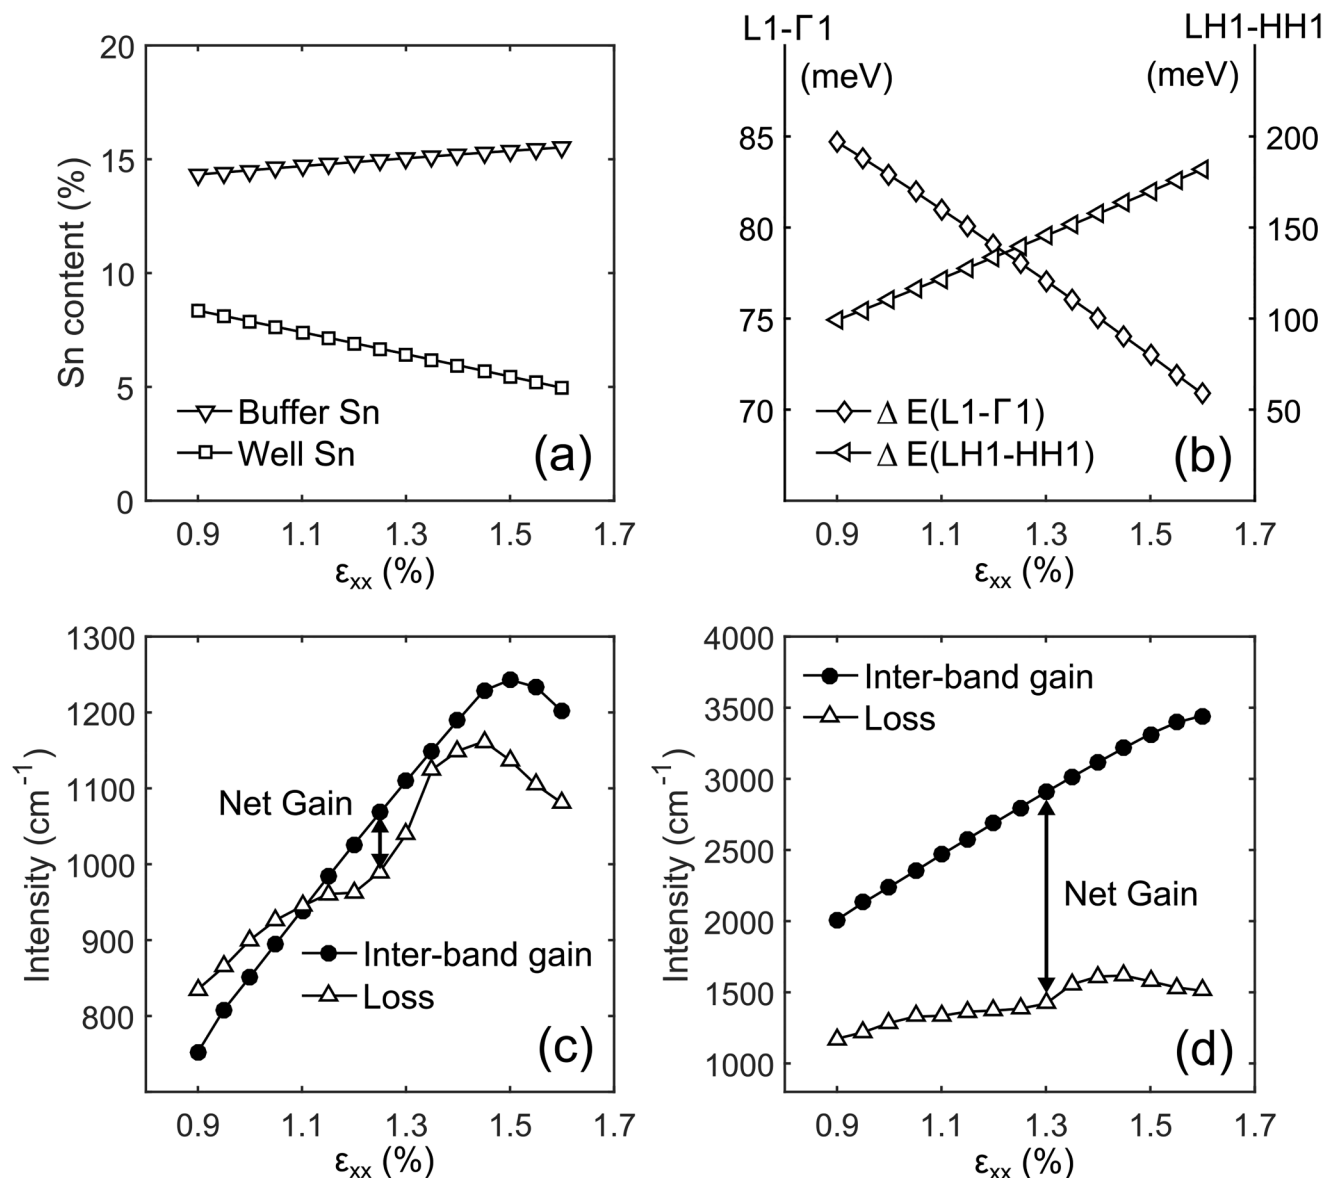 20
15
10
5
0
Sn content (%)
Buffer Sn
Well Sn
(a)
0.9 1.1 1.3 1.5 1.7
εxx (%)
L1-Γ1
(meV)
LH1-HH1
(meV)
85
80
75
70
200
150
100
50
Δ E(L1-Γ1)
Δ E(LH1-HH1)
(b)
0.9 1.1 1.3 1.5 1.7
εxx (%)
1300
1200
1100
1000
900
800
Intensity (cm-1)
Net Gain
Inter-band gain
Loss
(c)
0.9 1.1 1.3 1.5 1.7
εxx (%)
4000
3500
3000
2500
2000
1500
1000
Intensity (cm-1)
Inter-band gain
Loss
Net Gain
(d)
0.9 1.1 1.3 1.5 1.7
εxx (%)